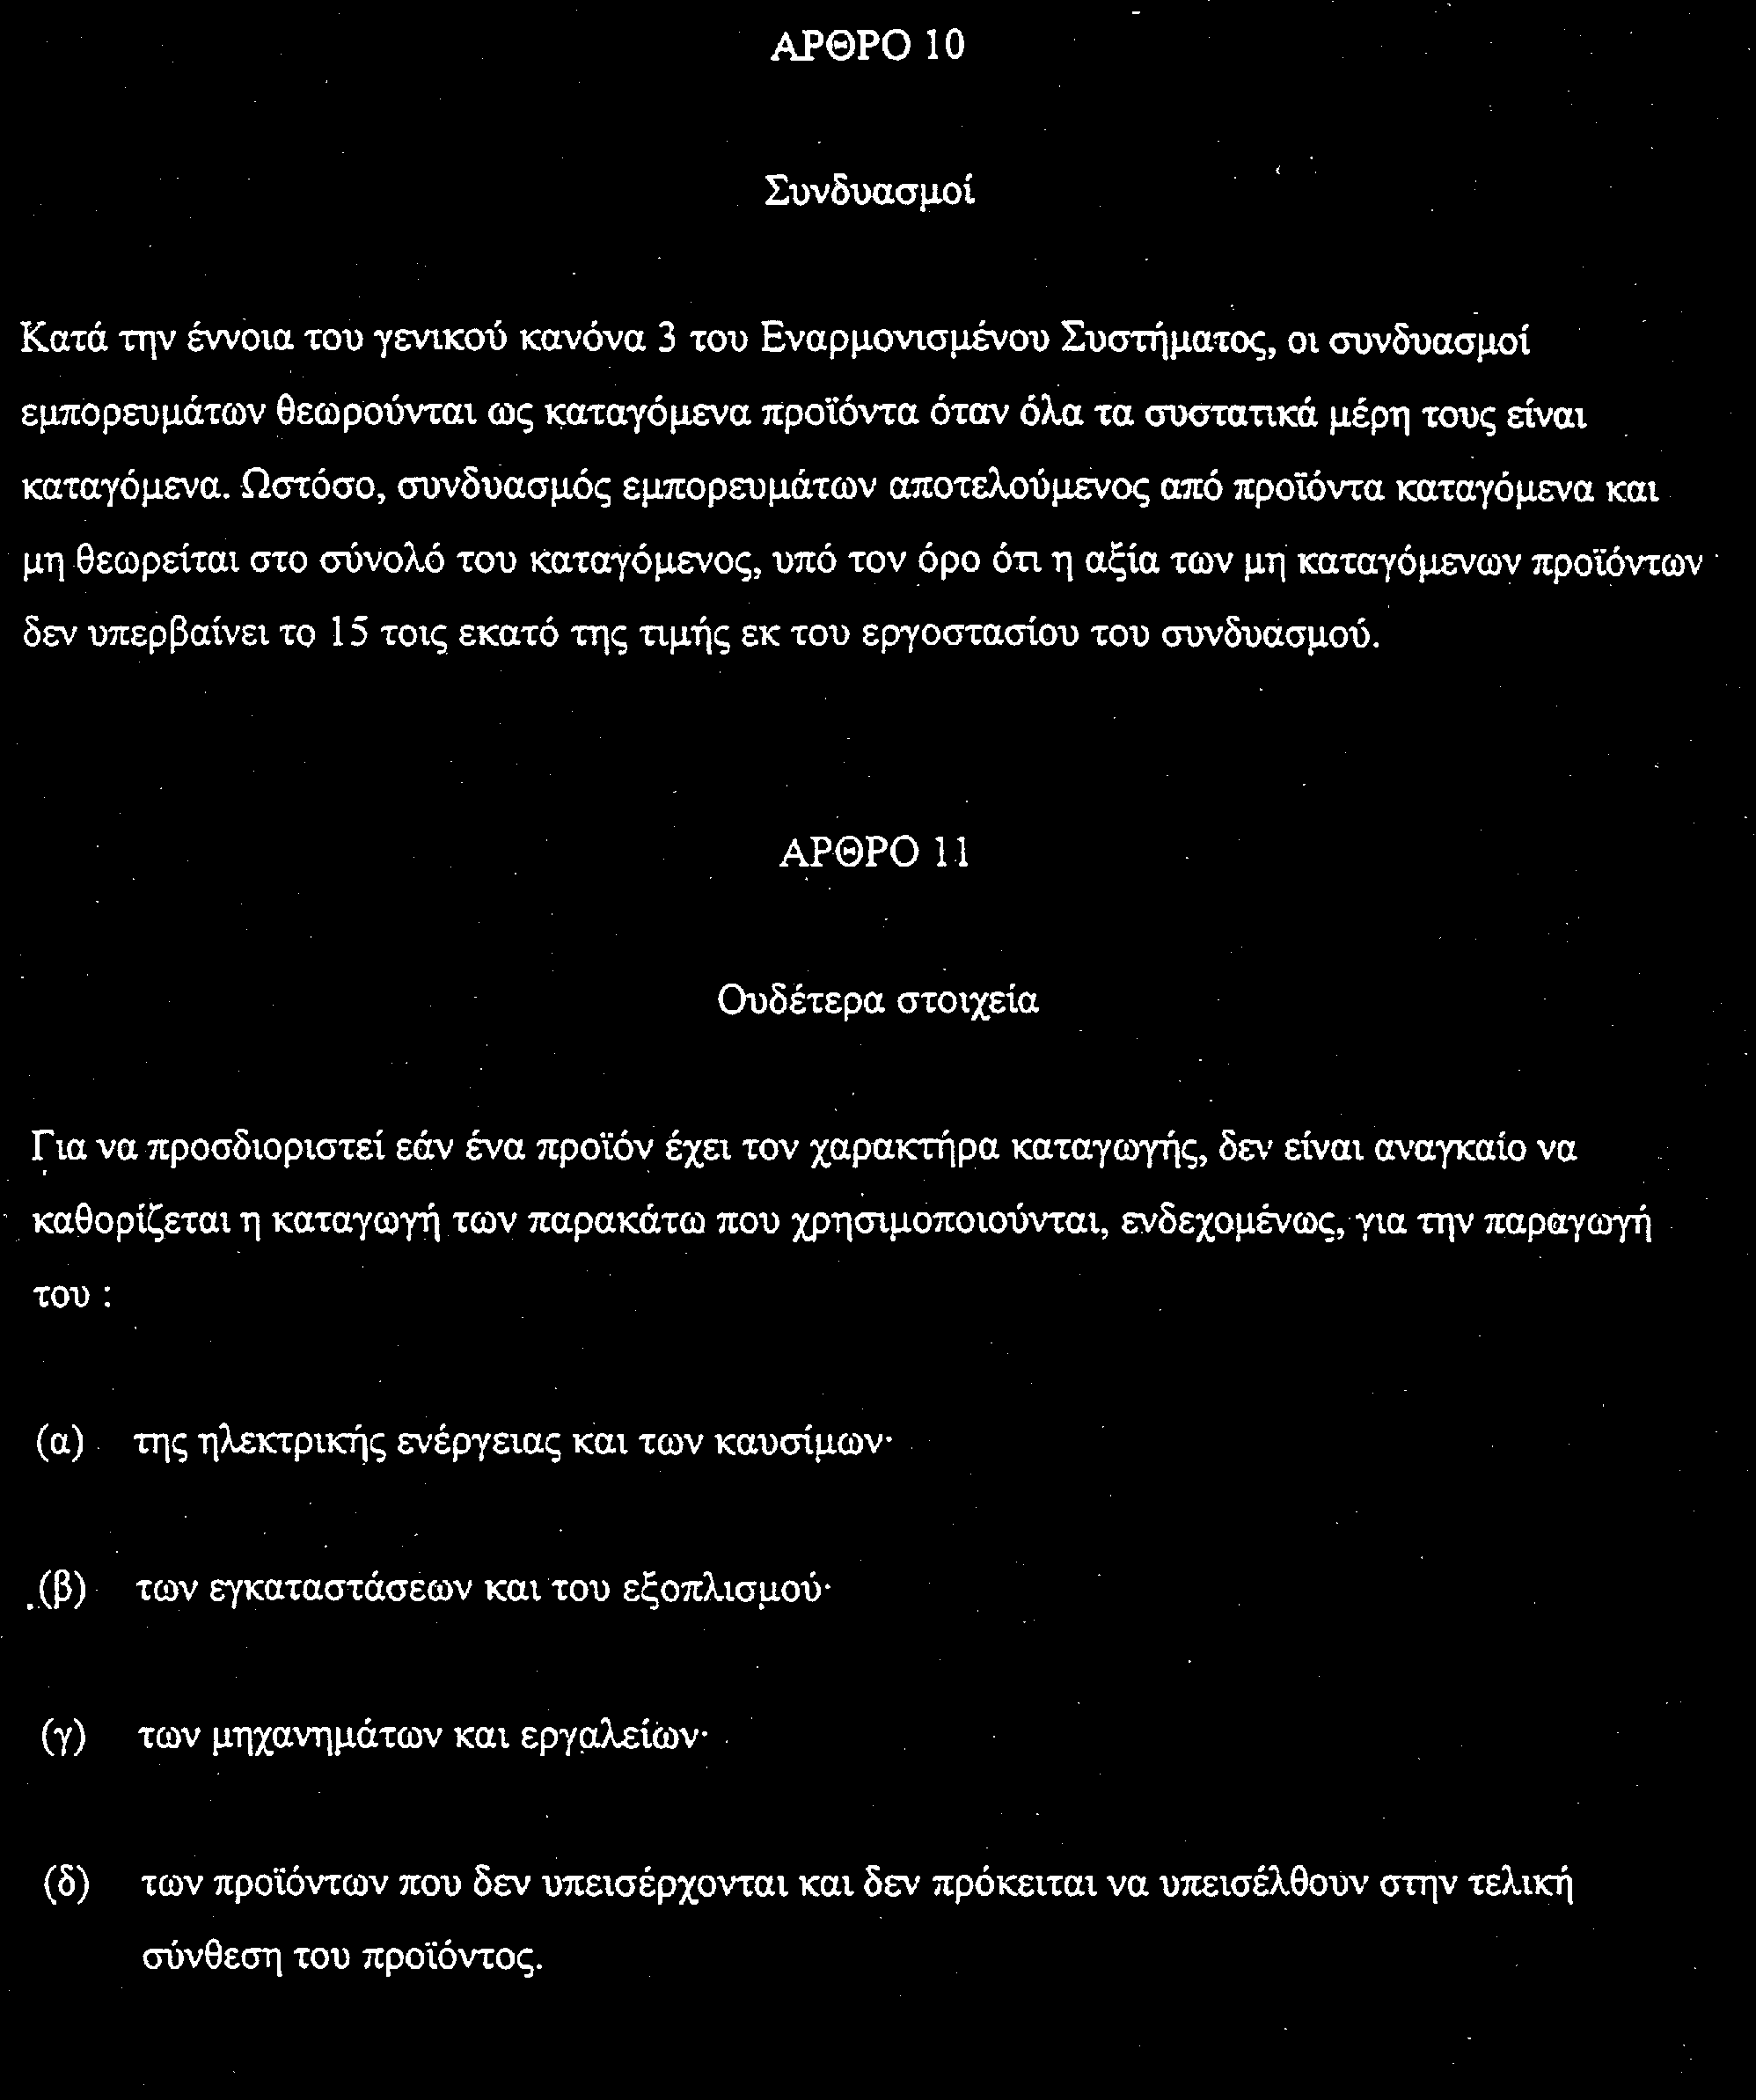 ΑΡΘΡΟ 10
Συνδυασμοί
Κατά την έννοια του γενικού κανόνα 3 του Εναρμονισμένου Συστήματος, οι συνδυασμοί
εμπορευμάτων θεωρούνται ως καταγόμενα προϊόντα όταν όλα τα συστατικά μέρη τους είναι
καταγόμενα. Ωστόσο, συνδυασμός εμπορευμάτων αποτελούμενος από προϊόντα καταγόμενα και
μη θεωρείται στο σύνολό του καταγόμενος, υπό τον όρο ότι η αξία των μη καταγόμενων προϊόντων
δεν υπερβαίνει το 15 τοις εκατό της τιμής εκ του εργοστασίου του συνδυασμού.
ΑΡΘΡΟ 11
Ουδέτερα στοιχεία
Για να προσδιοριστεί εάν ένα προϊόν έχει τον χαρακτήρα καταγωγής, δεν είναι αναγκαίο να
καθορίζεται η καταγωγή των παρακάτω που χρησιμοποιούνται, ενδεχομένως, για την παραγωγή
του :
(α) της ηλεκτρικής ενέργειας και των καυσίμων·
(β) των εγκαταστάσεων και του εξοπλισμού·
(γ) των μηχανημάτων και εργαλείων·
(δ) των προϊόντων που δεν υπεισέρχονται και δεν πρόκειται να υπεισέλθουν στην τελική
σύνθεση του προϊόντος.